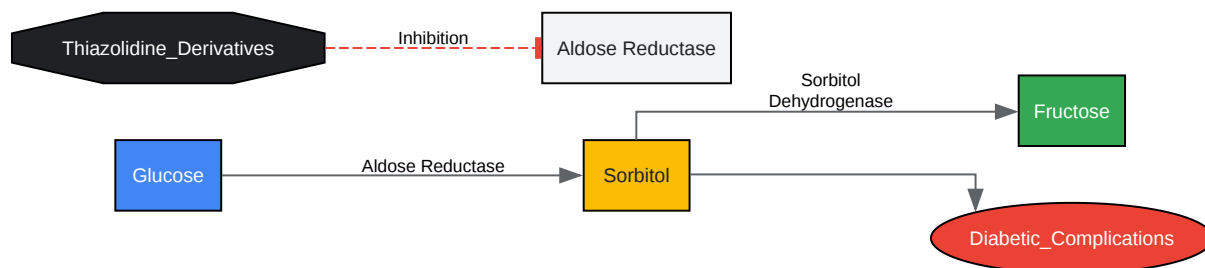 Thiazolidine_Derivatives
Inhibition
Aldose Reductase
Sorbitol
Dehydrogenase
Fructose
Glucose
Aldose Reductase
Sorbitol
Diabetic_Complications